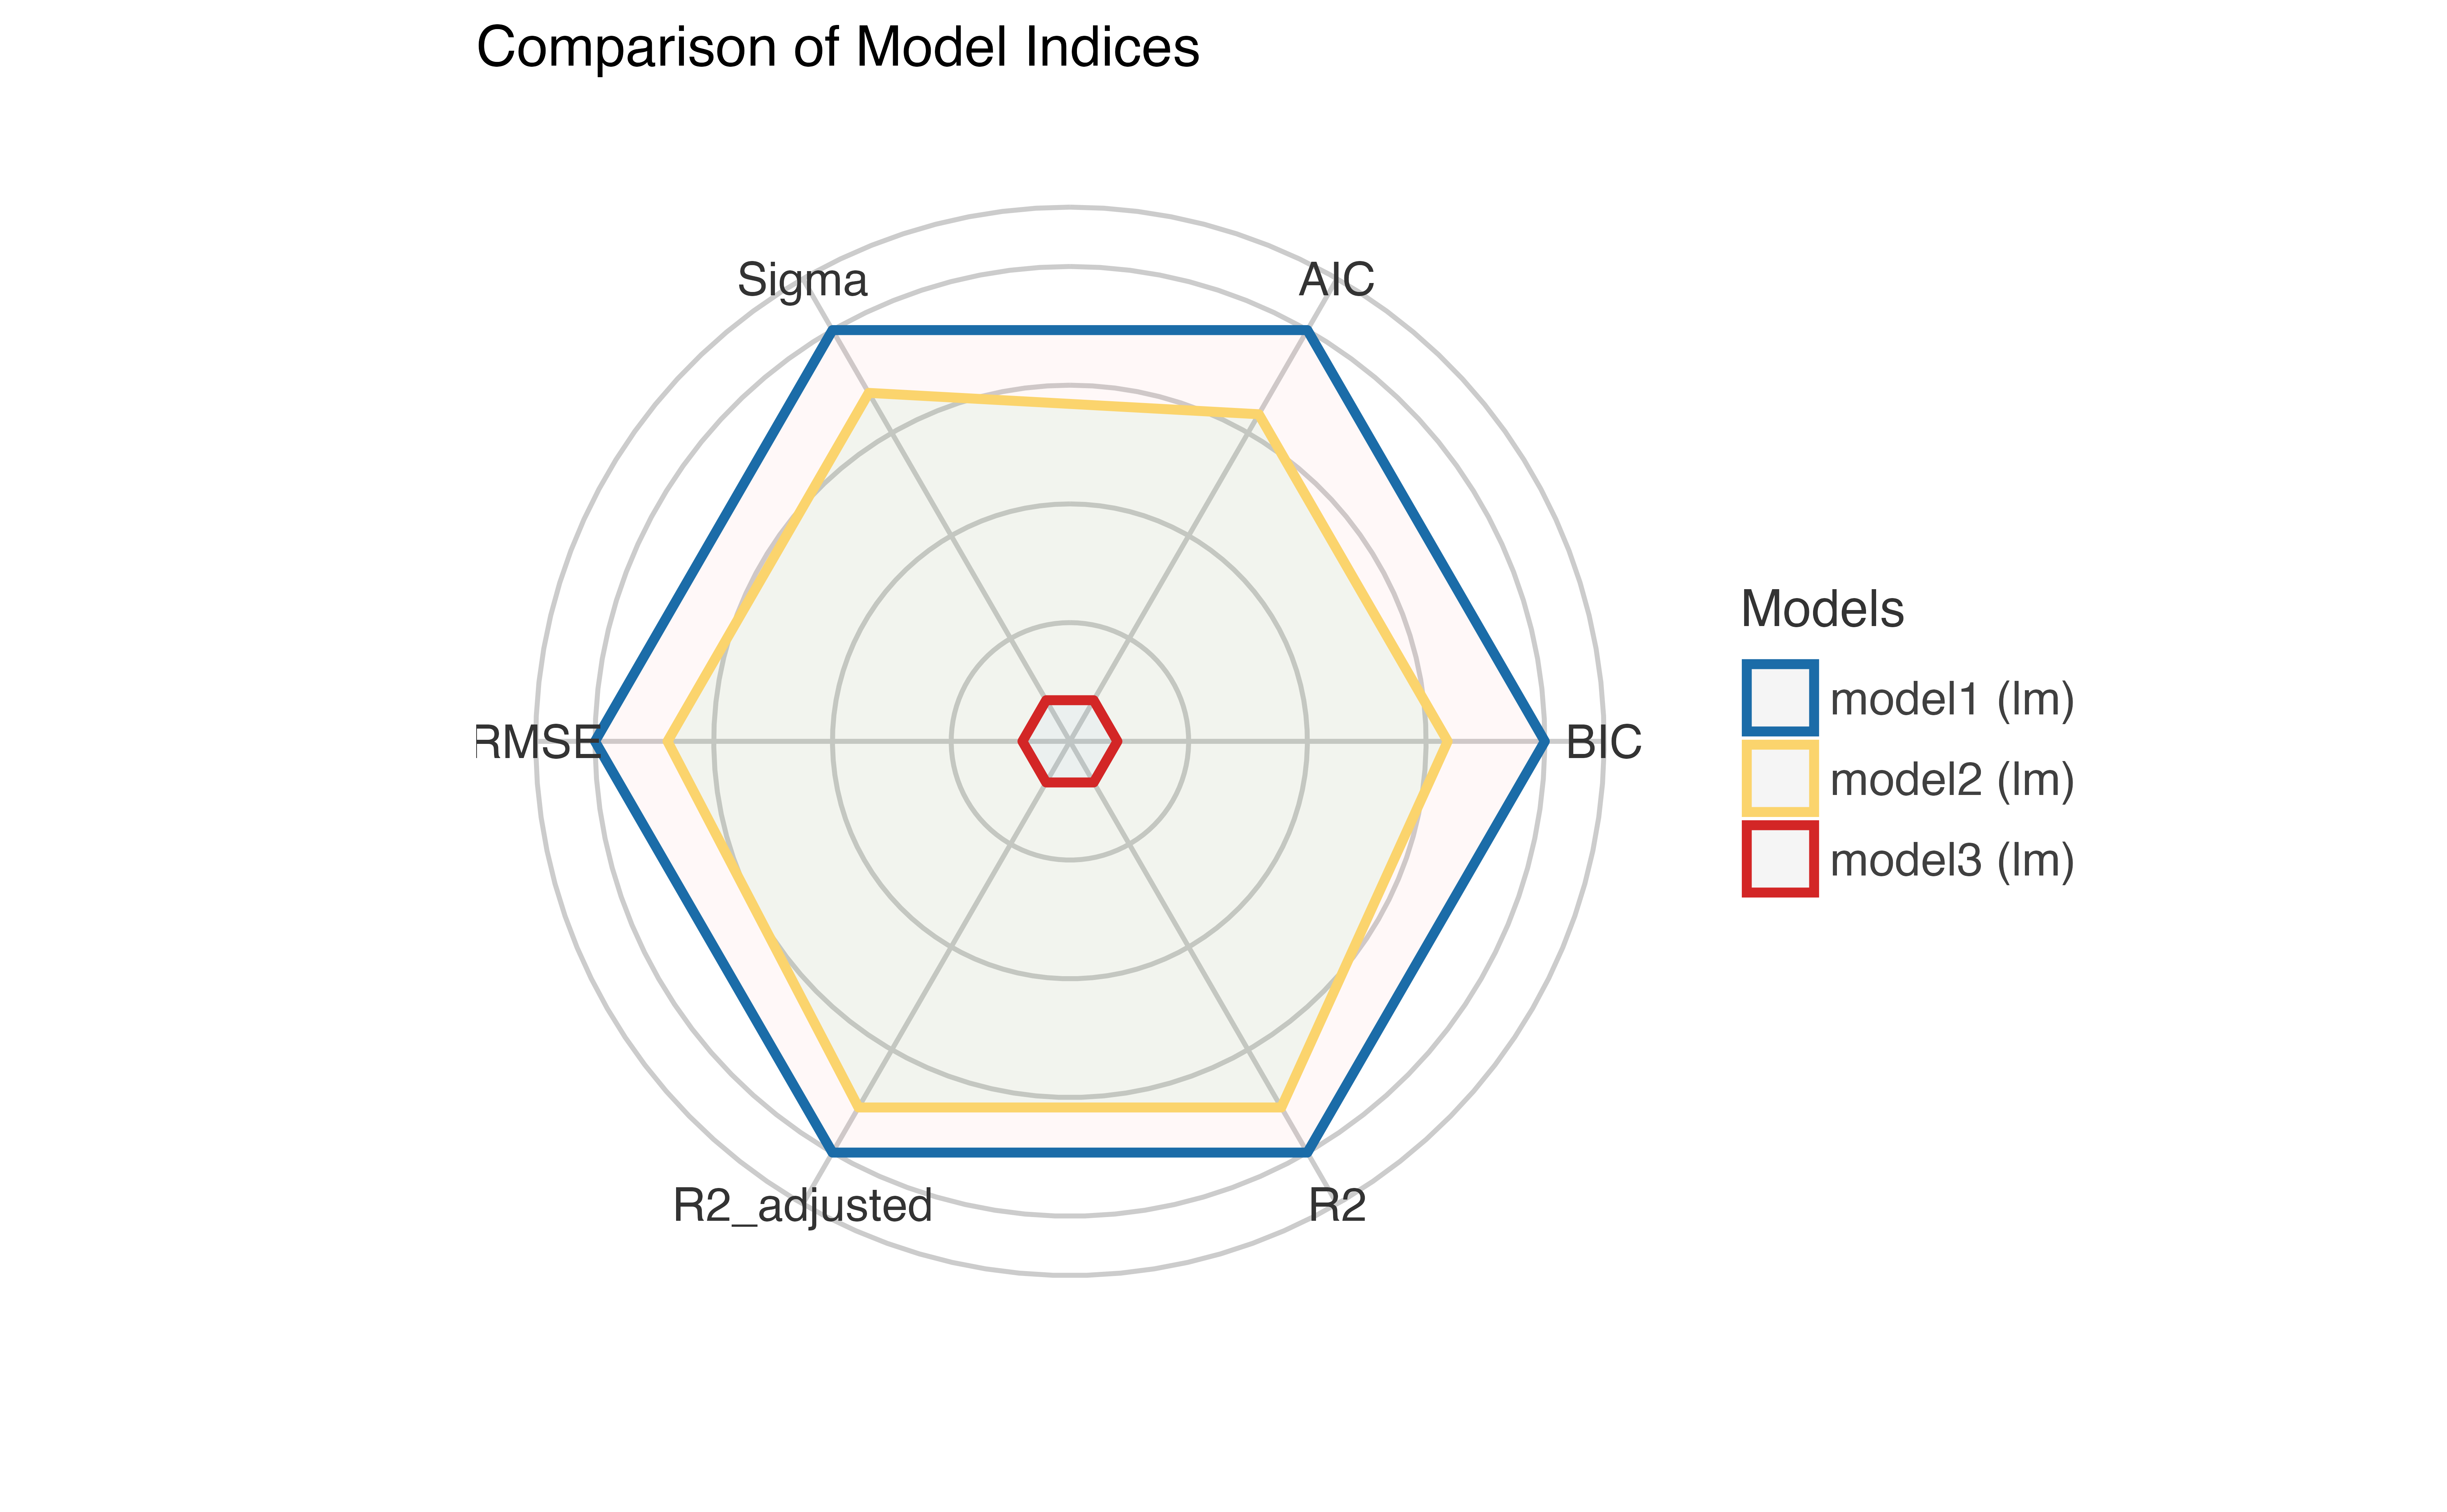 Comparison of Model Indices
Sigma
AIC
RMSE
BIC
R2_adjusted
R2
Models
model1 (lm)
model2 (lm)
model3 (lm)